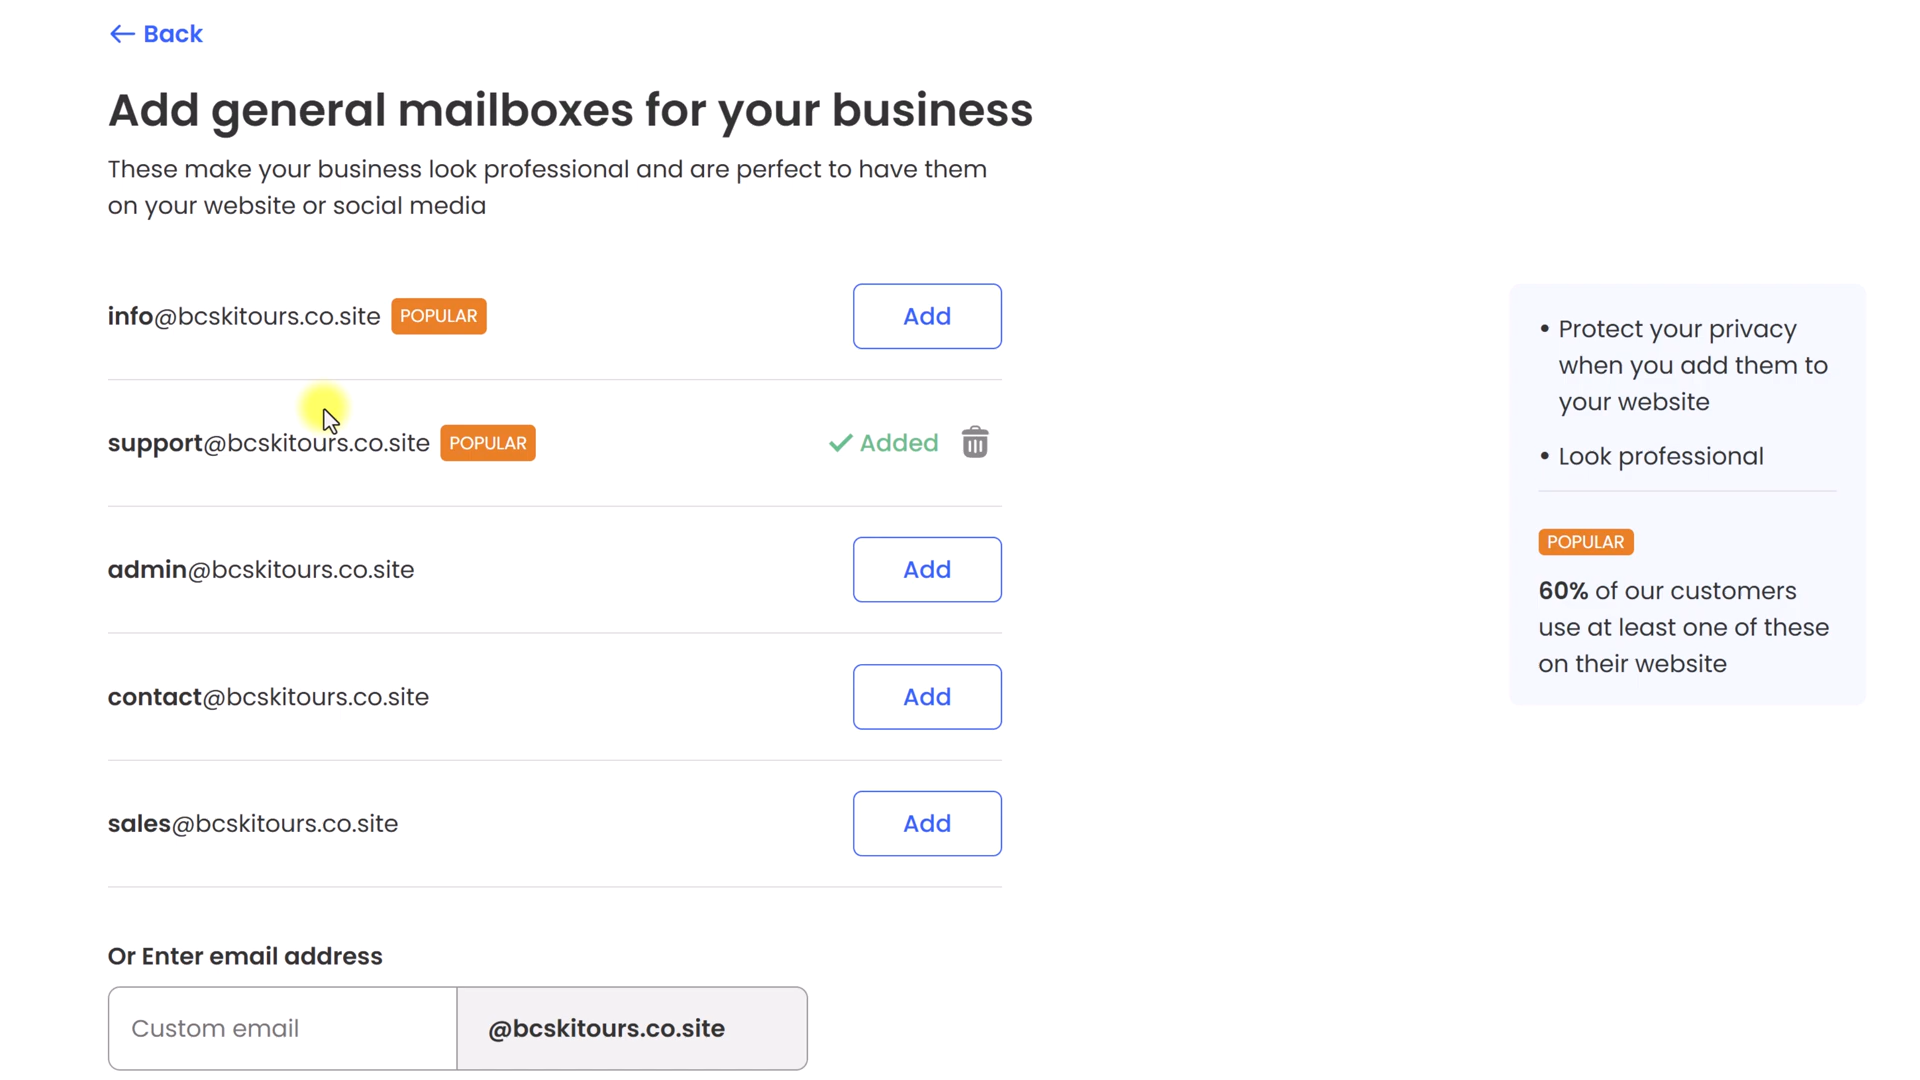 Back
Add general mailboxes for your business
These make your business look professional and are perfect to have them
on your website or social media
info@bcskitours.co.site POPULAR Add
support@bcskitours.co.site POPULAR Added
admin@bcskitours.co.site Add
contact@bcskitours.co.site Add
sales@bcskitours.co.site Add
Or Enter email address
Custom email @bcskitours.co.site
• Protect your privacy
when you add them to
your website
• Look professional
POPULAR
60% of our customers
use at least one of these
on their website